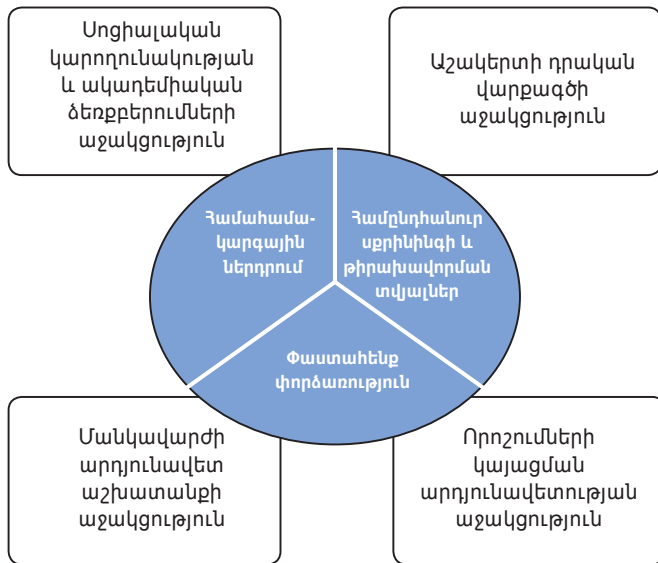 Սոցիալական
կարողունակության
և ակադեմիական
ձեռքբերումների
աջակցություն
Աշակերտի դրական
վարքագծի
աջակցություն
Համահամա-
կարգային
ներդրում
Համընդհանուր
սքրինինգի և
թիրախավորման
տվյալներ
Փաստահենք
փորձառություն
Մանկավարժի
արդյունավետ
աշխատանքի
աջակցություն
Որոշումների
կայացման
արդյունավետության
աջակցություն